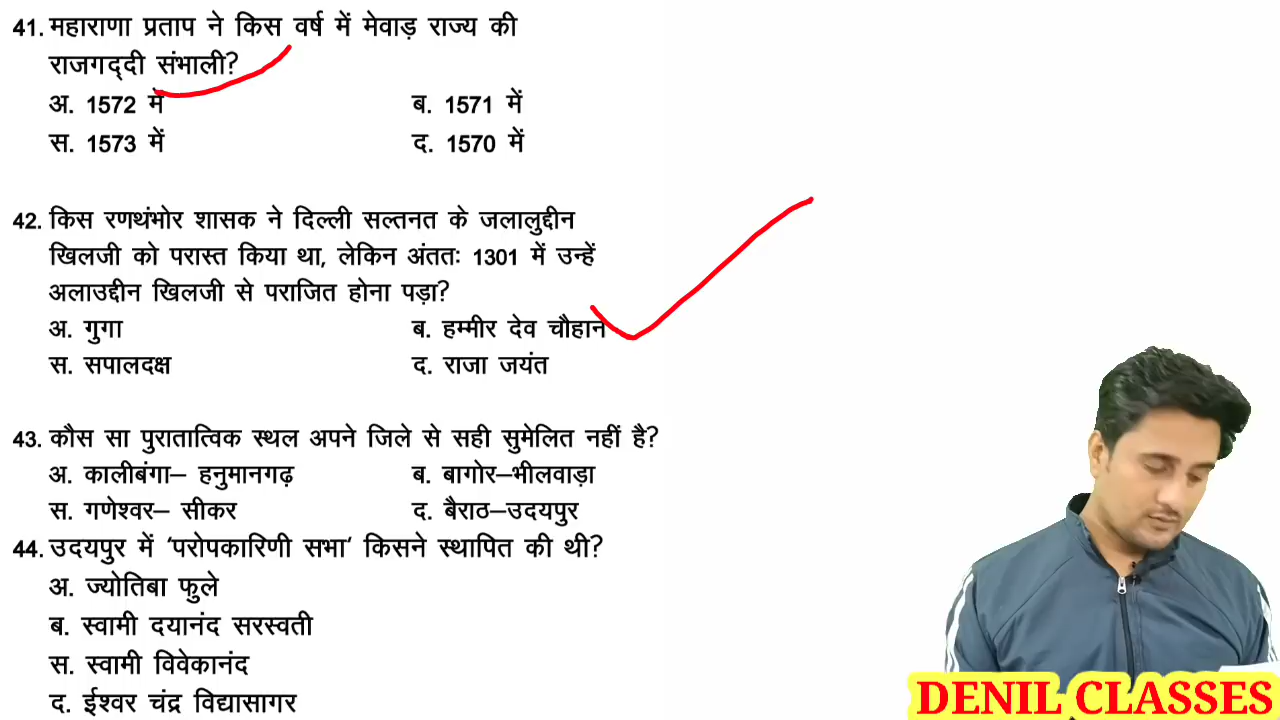 41. महाराणा प्रताप ने किस वर्ष में मेवाड़ राज्य की
राजगद्दी संभाली?
अ. 1572 में
ब. 1571 में
स. 1573 में
द. 1570 में
42. किस रणथंभोर शासक ने दिल्ली सल्तनत के जलालुद्दीन
खिलजी को परास्त किया था, लेकिन अंततः 1301 में उन्हें
अलाउद्दीन खिलजी से पराजित होना पड़ा?
अ. गुगा
ब. हम्मीर देव चौहान
स. सपालदक्ष
द. राजा जयंत
43. कौस सा पुरातात्विक स्थल अपने जिले से सही सुमेलित नहीं है?
अ. कालीबंगा– हनुमानगढ़
ब. बागोर–भीलवाड़ा
स. गणेश्वर– सीकर
द. बैराठ–उदयपुर
44. उदयपुर में ‘परोपकारिणी सभा’ किसने स्थापित की थी?
अ. ज्योतिबा फुले
ब. स्वामी दयानंद सरस्वती
स. स्वामी विवेकानंद
द. ईश्वर चंद्र विद्यासागर
DENIL CLASSES